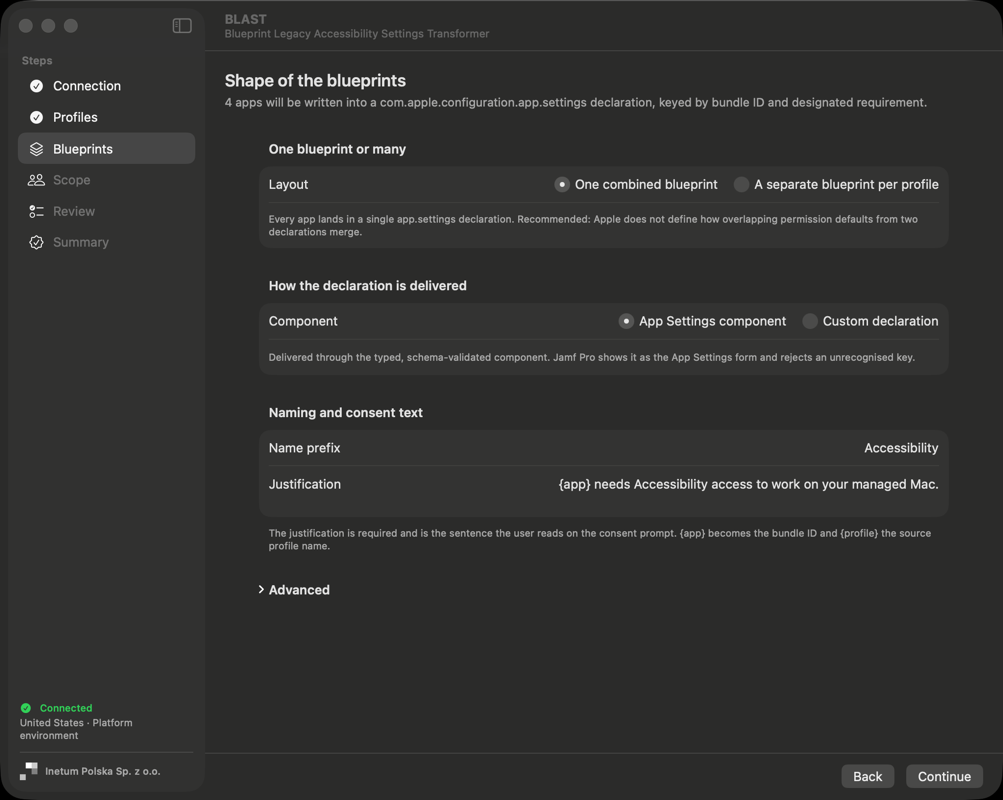 BLAST
Blueprint Legacy Accessibility Settings Transformer
Steps
Connection
Profiles
Blueprints
Scope
Review
Summary
Shape of the blueprints
4 apps will be written into a com.apple.configuration.app.settings declaration, keyed by bundle ID and designated requirement.
One blueprint or many
Layout One combined blueprint A separate blueprint per profile
Every app lands in a single app.settings declaration. Recommended: Apple does not define how overlapping permission defaults from two
declarations merge.
How the declaration is delivered
Component App Settings component Custom declaration
Delivered through the typed, schema-validated component. Jamf Pro shows it as the App Settings form and rejects an unrecognised key.
Naming and consent text
Name prefix Accessibility
Justification {app} needs Accessibility access to work on your managed Mac.
The justification is required and is the sentence the user reads on the consent prompt. {app} becomes the bundle ID and {profile} the source
profile name.
Advanced
Connected
United States · Platform
environment
Inetum Polska Sp. z o.o.
Back Continue